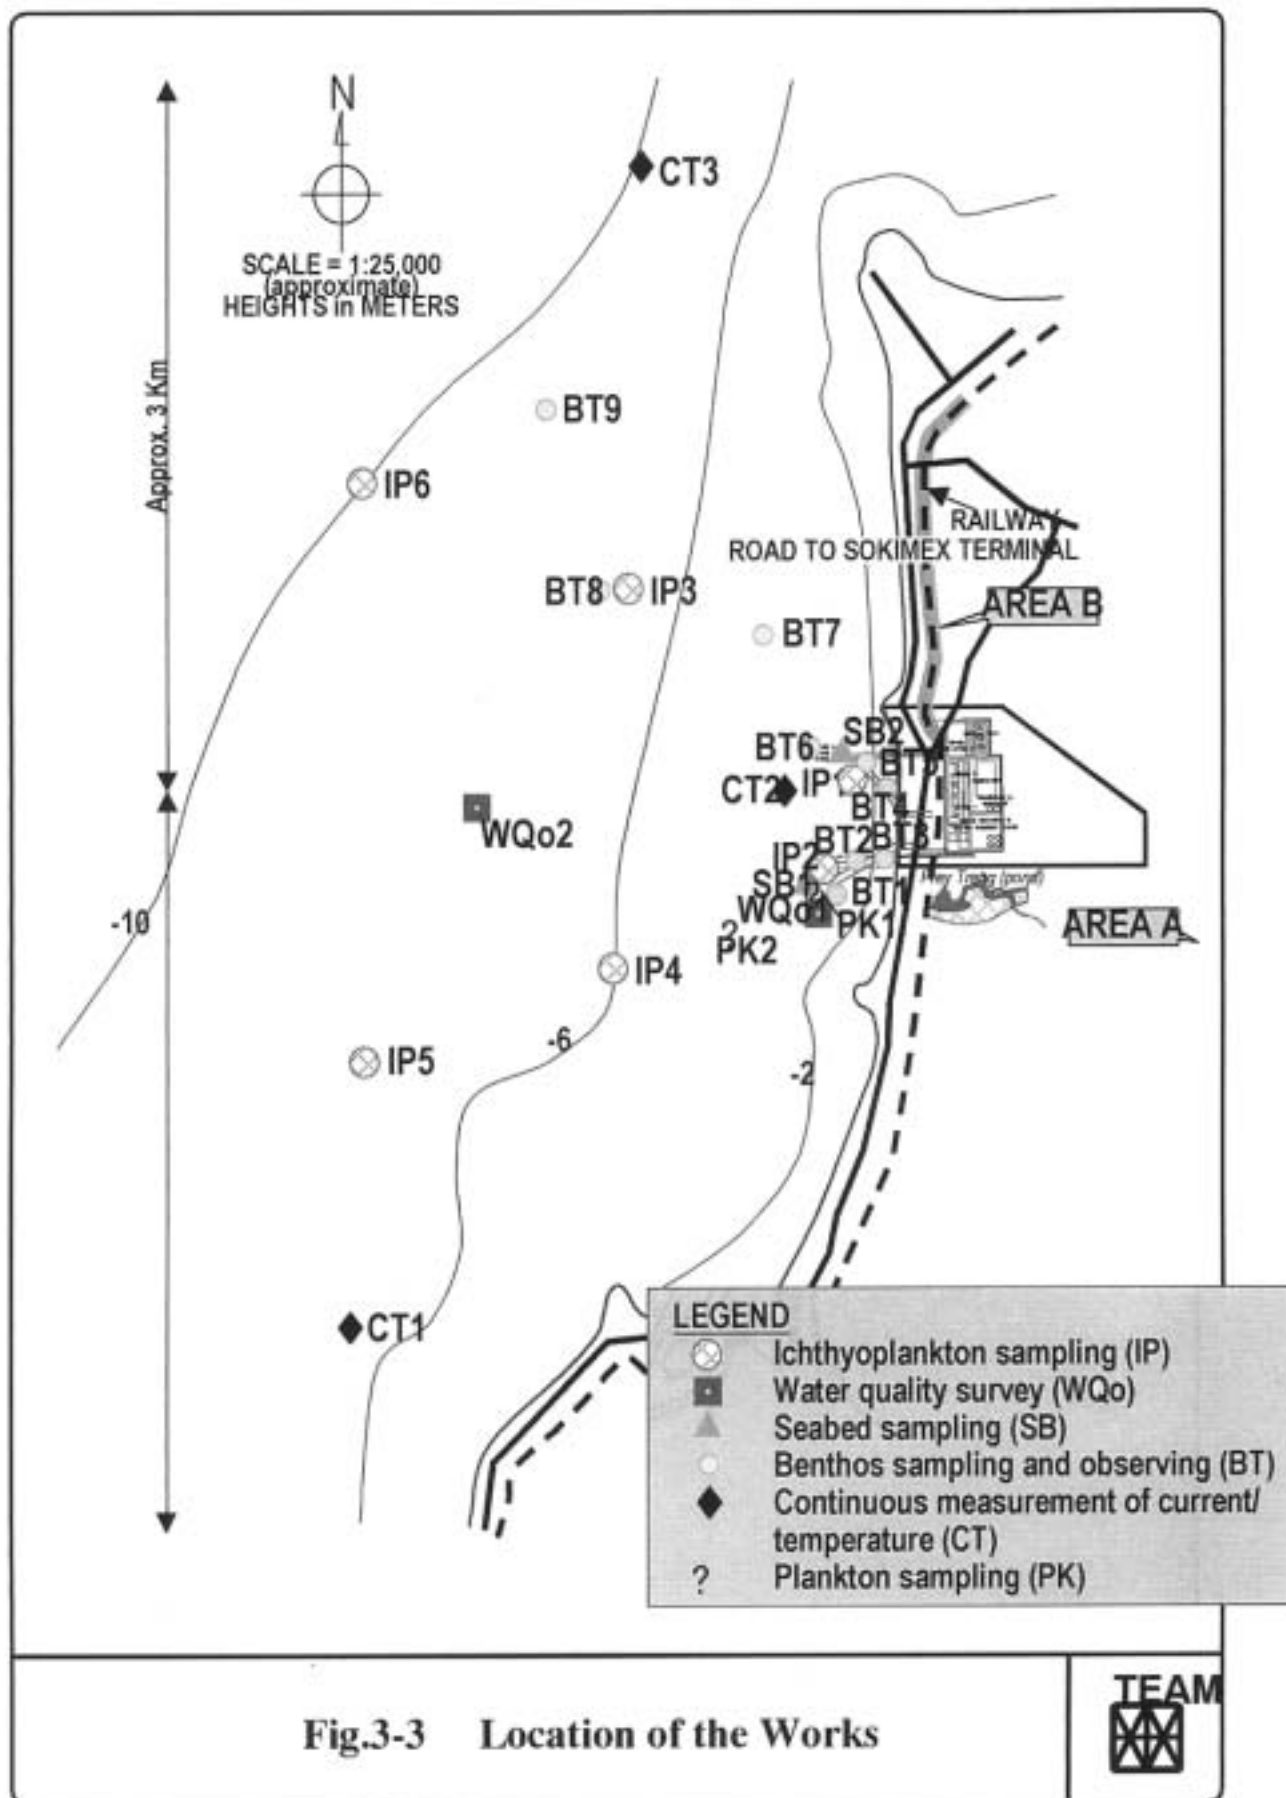 N
CT3
SCALE = 1:25,000
(approximate)
HEIGHTS in METERS
Approx. 3 Km
BT9
IP6
RAILWAY
ROAD TO SOKIMEX TERMINAL
BT8
IP3
AREA B
BT7
SB2
BT6
BT5
IP1
CT2
BT4
WQo2
BT2
BT3
IP2
SB1
BT1
(pond)
WQo1
PK1
-10
AREA A
?
PK2
IP4
-6
IP5
-2
CT1
LEGEND
Ichthyoplankton sampling (IP)
Water quality survey (WQo)
Seabed sampling (SB)
Benthos sampling and observing (BT)
Continuous measurement of current/
temperature (CT)
? Plankton sampling (PK)
TEAM
Fig.3-3 Location of the Works